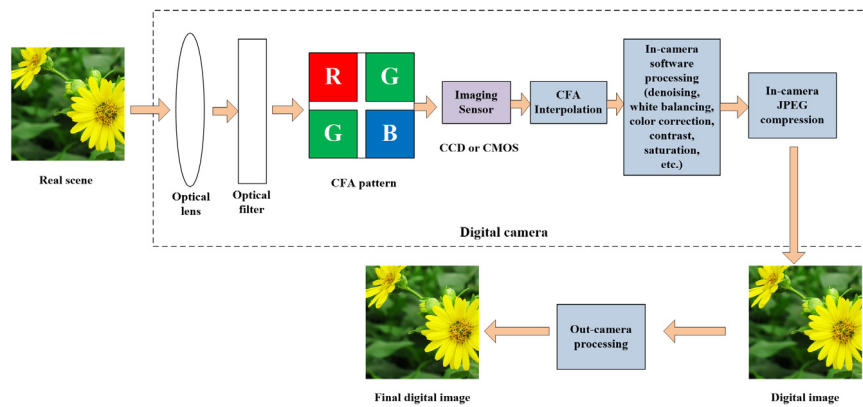 Real scene
Optical
lens
Optical
filter
R
G
G
B
CFA pattern
Imaging
Sensor
CCD or CMOS
CFA
Interpolation
In-camera
software
processing
(denoising,
white balancing,
color correction,
contrast,
saturation,
etc.)
In-camera
JPEG
compression
Digital camera
Out-camera
processing
Final digital image
Digital image